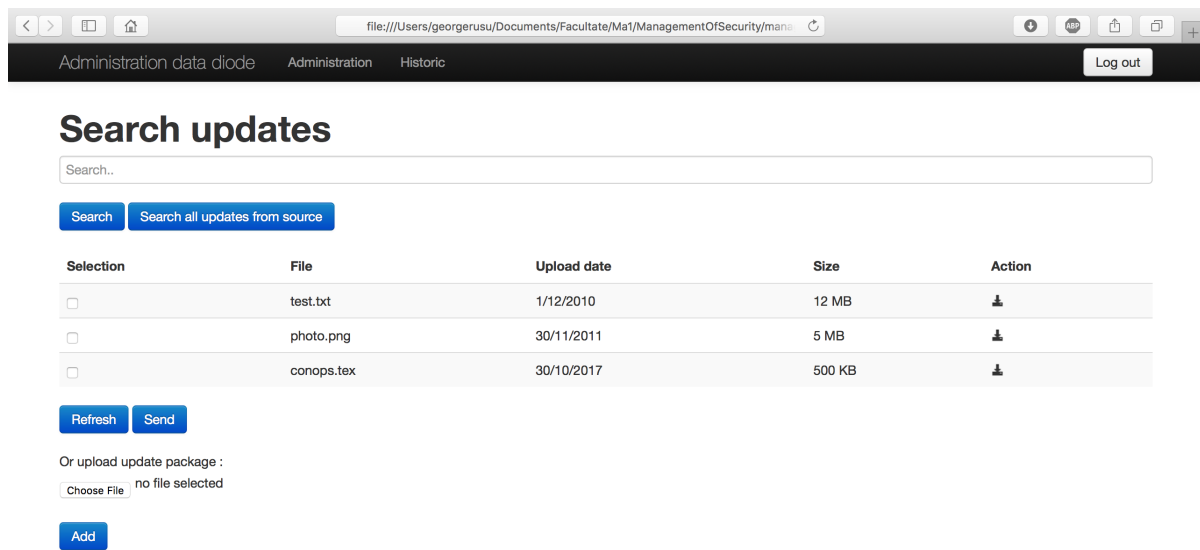 file:///Users/georgerusu/Documents/Facultate/Ma1/ManagementOfSecurity/mana
ABP
Administration data diode Administration Historic Log out
Search updates
Search..
Search Search all updates from source
Selection File Upload date Size Action
test.txt 1/12/2010 12 MB
photo.png 30/11/2011 5 MB
conops.tex 30/10/2017 500 KB
Refresh Send
Or upload update package :
Choose File no file selected
Add